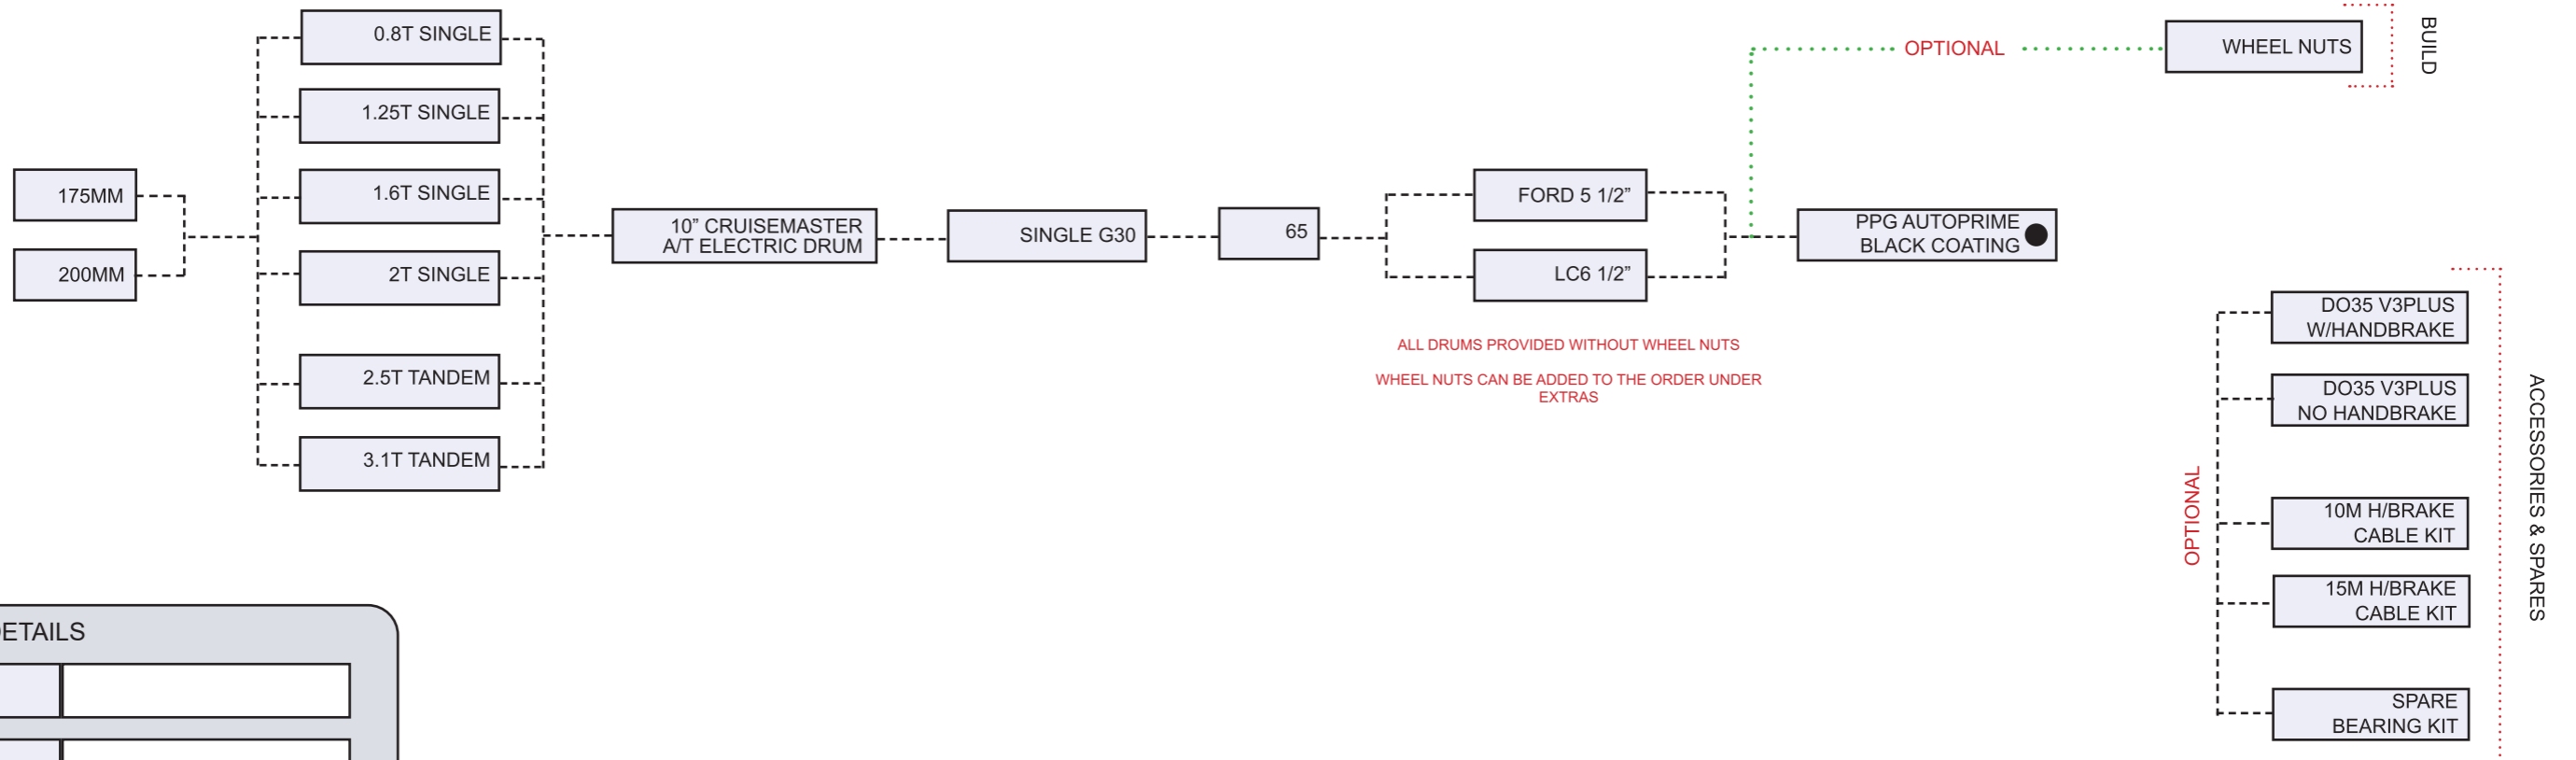 175MM
200MM
0.8T SINGLE
1.25T SINGLE
1.6T SINGLE
2T SINGLE
2.5T TANDEM
3.1T TANDEM
10” CRUISEMASTER
A/T ELECTRIC DRUM
SINGLE G30
65
FORD 5 1/2”
LC6 1/2”
ALL DRUMS PROVIDED WITHOUT WHEEL NUTS
WHEEL NUTS CAN BE ADDED TO THE ORDER UNDER
EXTRAS
PPG AUTOPRIME
BLACK COATING
OPTIONAL
WHEEL NUTS
BUILD
OPTIONAL
DO35 V3PLUS
W/HANDBRAKE
DO35 V3PLUS
NO HANDBRAKE
10M H/BRAKE
CABLE KIT
15M H/BRAKE
CABLE KIT
SPARE
BEARING KIT
ACCESSORIES & SPARES
ETAILS